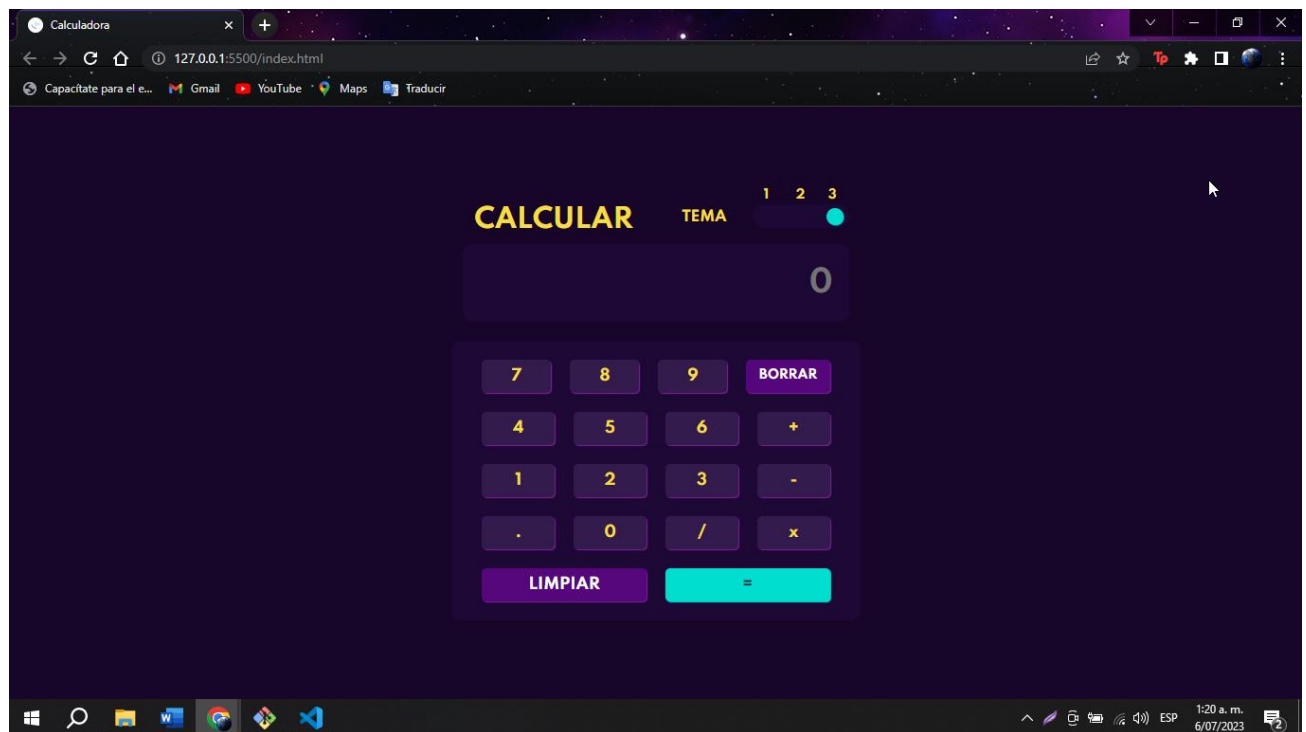 Calculadora
127.0.0.1:5500/index.html
Capacítate para el e... Gmail YouTube Maps Traducir
1 2 3
CALCULAR TEMA
0
7 8 9 BORRAR
4 5 6 +
1 2 3 -
. 0 / x
LIMPIAR =
ESP 1:20 a. m.
6/07/2023 2